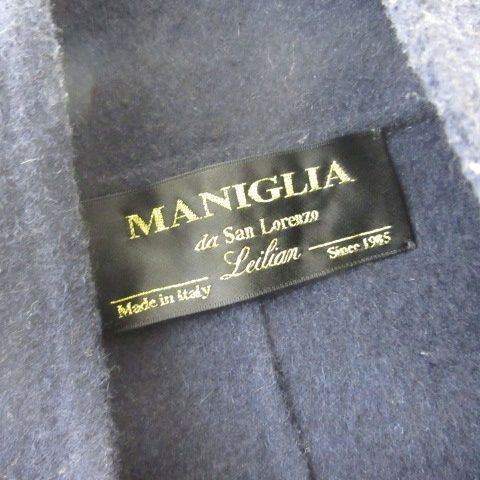 MANIGLIA
da San Lorenzo
Leilian
Made in Italy
Since 1985